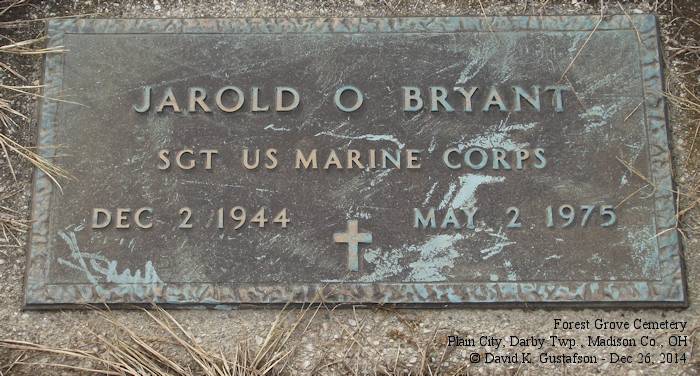 JAROLD O BRYANT
SGT US MARINE CORPS
DEC 2 1944 MAY 2 1975
Forest Grove Cemetery
Plain City, Darby Twp., Madison Co., OH
© David K. Gustafson - Dec 26, 2014